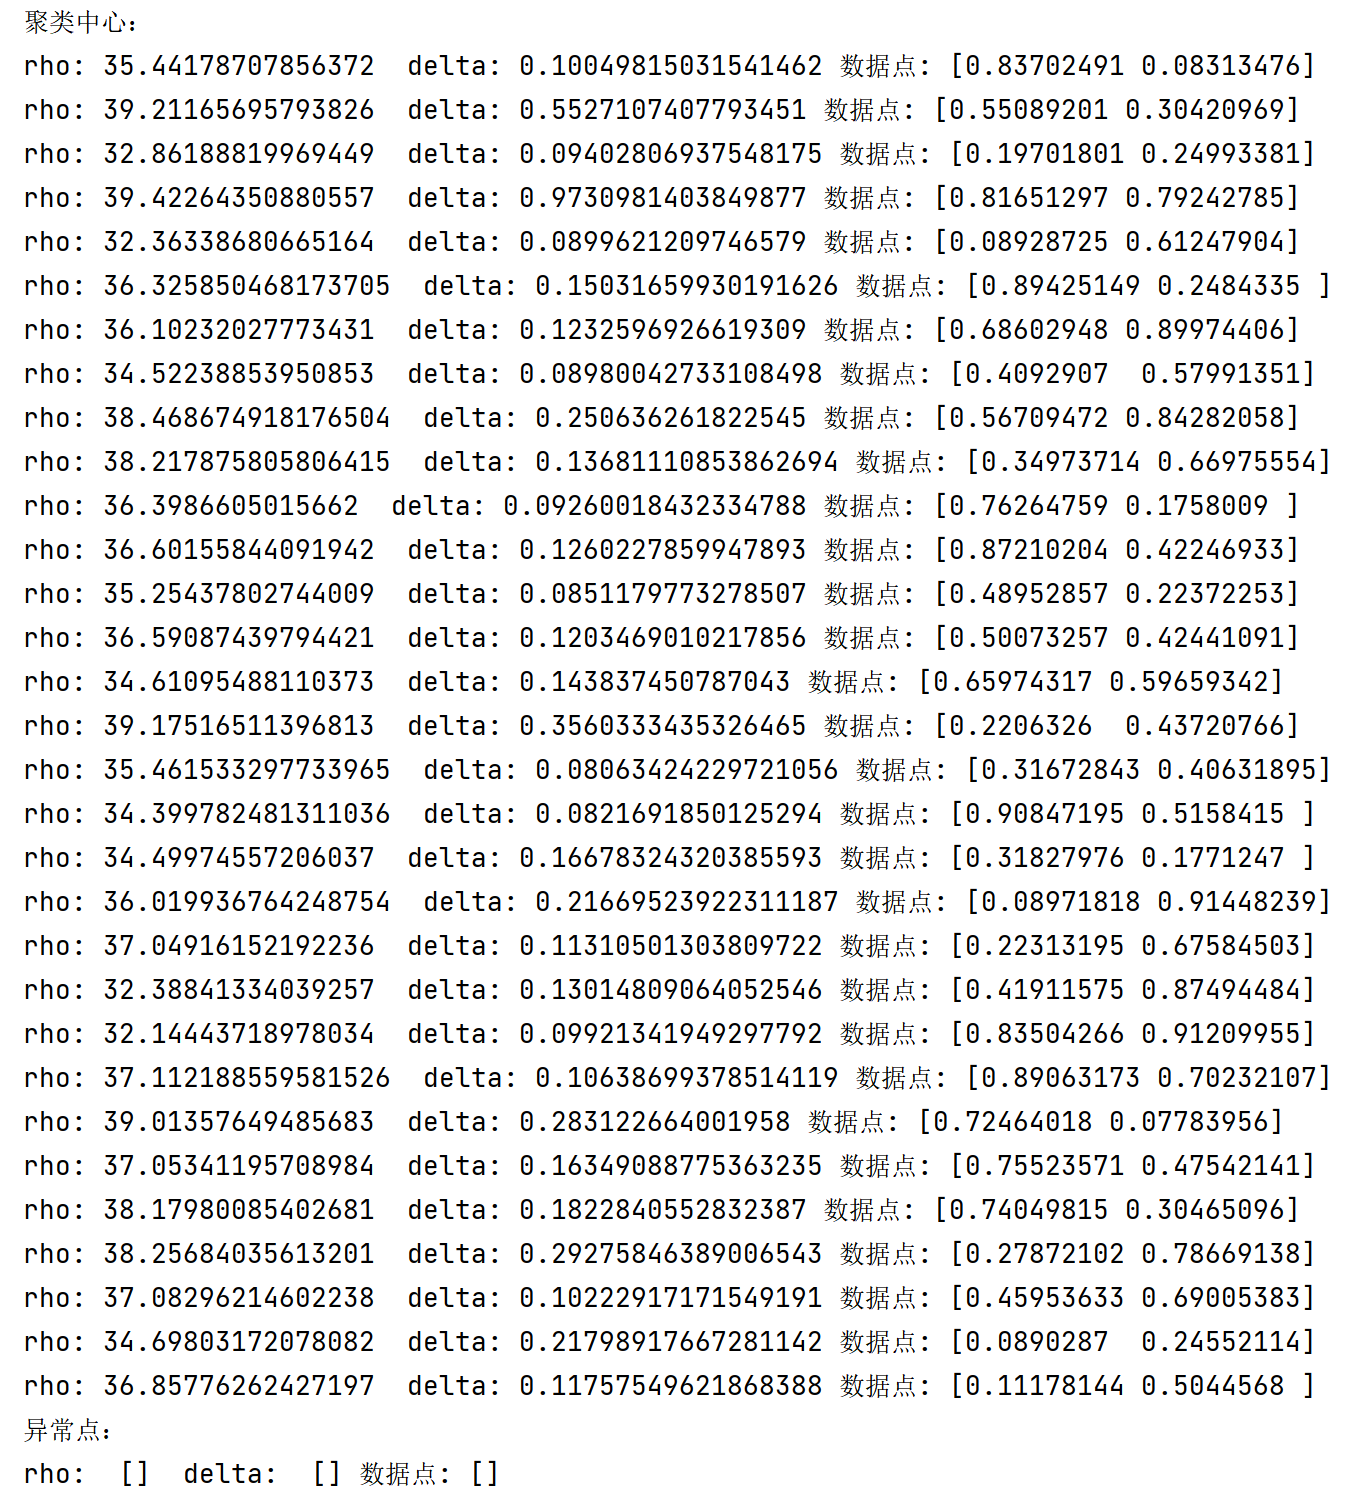 聚类中心：
rho: 35.44178707856372  delta: 0.10049815031541462 数据点: [0.83702491 0.08313476]
rho: 39.21165695793826  delta: 0.5527107407793451 数据点: [0.55089201 0.30420969]
rho: 32.86188819969449  delta: 0.09402806937548175 数据点: [0.19701801 0.24993381]
rho: 39.42264350880557  delta: 0.9730981403849877 数据点: [0.81651297 0.79242785]
rho: 32.36338680665164  delta: 0.0899621209746579 数据点: [0.08928725 0.61247904]
rho: 36.325850468173705  delta: 0.15031659930191626 数据点: [0.89425149 0.2484335 ]
rho: 36.10232027773431  delta: 0.1232596926619309 数据点: [0.68602948 0.89974406]
rho: 34.52238853950853  delta: 0.08980042733108498 数据点: [0.4092907  0.57991351]
rho: 38.468674918176504  delta: 0.250636261822545 数据点: [0.56709472 0.84282058]
rho: 38.217875805806415  delta: 0.13681110853862694 数据点: [0.34973714 0.66975554]
rho: 36.3986605015662  delta: 0.09260018432334788 数据点: [0.76264759 0.1758009 ]
rho: 36.60155844091942  delta: 0.1260227859947893 数据点: [0.87210204 0.42246933]
rho: 35.25437802744009  delta: 0.0851179773278507 数据点: [0.48952857 0.22372253]
rho: 36.59087439794421  delta: 0.1203469010217856 数据点: [0.50073257 0.42441091]
rho: 34.61095488110373  delta: 0.143837450787043 数据点: [0.65974317 0.59659342]
rho: 39.17516511396813  delta: 0.3560333435326465 数据点: [0.2206326  0.43720766]
rho: 35.461533297733965  delta: 0.08063424229721056 数据点: [0.31672843 0.40631895]
rho: 34.399782481311036  delta: 0.0821691850125294 数据点: [0.90847195 0.5158415 ]
rho: 34.49974557206037  delta: 0.16678324320385593 数据点: [0.31827976 0.1771247 ]
rho: 36.019936764248754  delta: 0.21669523922311187 数据点: [0.08971818 0.91448239]
rho: 37.04916152192236  delta: 0.11310501303809722 数据点: [0.22313195 0.67584503]
rho: 32.38841334039257  delta: 0.13014809064052546 数据点: [0.41911575 0.87494484]
rho: 32.14443718978034  delta: 0.09921341949297792 数据点: [0.83504266 0.91209955]
rho: 37.112188559581526  delta: 0.10638699378514119 数据点: [0.89063173 0.70232107]
rho: 39.01357649485683  delta: 0.283122664001958 数据点: [0.72464018 0.07783956]
rho: 37.05341195708984  delta: 0.16349088775363235 数据点: [0.75523571 0.47542141]
rho: 38.17980085402681  delta: 0.1822840552832387 数据点: [0.74049815 0.30465096]
rho: 38.25684035613201  delta: 0.29275846389006543 数据点: [0.27872102 0.78669138]
rho: 37.08296214602238  delta: 0.10222917171549191 数据点: [0.45953633 0.69005383]
rho: 34.69803172078082  delta: 0.21798917667281142 数据点: [0.0890287  0.24552114]
rho: 36.85776262427197  delta: 0.11757549621868388 数据点: [0.11178144 0.5044568 ]
异常点：
rho:  []  delta:  [] 数据点: []